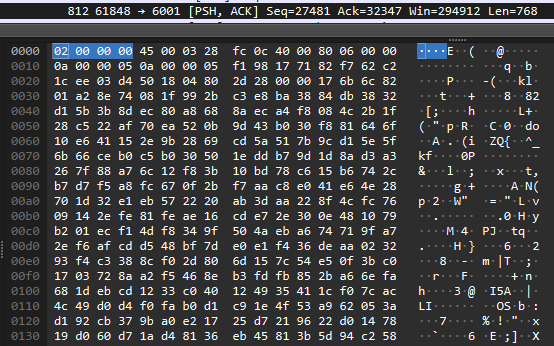 812 61848 → 6001 [PSH, ACK] Seq=27481 Ack=32347 Win=294912 Len=768
0000 02 00 00 00 45 00 03 28 fc 0c 40 00 80 06 00 00 ····E··( ··@·····
0010 0a 00 00 05 0a 00 00 05 f1 98 17 71 82 f7 62 c2 ········ ···q··b·
0020 1c ee 03 d4 50 18 04 80 2d 28 00 00 17 6b 6c 82 ····P··· -(···kl·
0030 01 a2 8e 74 08 1f 99 2b c3 e8 ba 38 84 db 38 32 ···t···+ ···8··82
0040 d1 5b 3b 8d ec 80 a8 68 8a ec a4 f8 08 4c 2b 1f ·[;····h ·····L+·
0050 28 c5 22 af 70 ea 52 0b 9d 43 b0 30 f8 81 64 6f (·"·p·R· ·C·0··do
0060 10 e6 41 15 2e 9b 28 69 cd 5a 51 7b 9c d1 5e 5f ··A·.·(i ·ZQ{··^_
0070 6b 66 ce b0 c5 b0 30 50 1e dd b7 9d 1d 8a d3 a3 kf····0P ········
0080 26 7f 88 a7 6c 12 f8 3b 10 bd 78 c6 15 b6 74 2c &···l··; ··x···t,
0090 b7 d7 f5 a8 fc 67 0f 2b f7 aa c8 e0 41 e6 4e 28 ·····g·+ ····A·N(
00a0 70 1d 32 e1 eb 57 22 20 ab 3d aa 22 8f 4c fc 76 p·2··W" ·=·"·L·v
00b0 09 14 2e fe 81 fe ae 16 cd e7 2e 30 0e 48 10 79 ··.····· ··.0·H·y
00c0 b2 01 ec f1 4d f8 34 9f 50 4a eb a6 74 71 9f a7 ····M·4· PJ··tq··
00d0 2e f6 af cd d5 48 bf 7d e0 e1 f4 36 de aa 02 32 .····H·} ···6···2
00e0 93 f4 c3 38 8c f0 2d 80 6d 15 7c 54 e5 0f 3b c0 ···8··-· m·|T··;·
00f0 17 03 72 8a a2 f5 46 8e b3 fd fb 85 2b a6 6e fa ··r···F· ····+·n·
0100 68 1d eb cd 12 33 c0 40 12 49 35 41 1c f0 7c ac h····3·@ ·I5A··|·
0110 4c 49 d0 d4 f0 fa b0 d1 c9 1e 4f 53 a9 62 05 3a LI······ ··OS·b·:
0120 d1 92 cb 37 9b a0 e2 17 25 d7 21 96 22 d0 14 78 ···7···· %·!·"··x
0130 19 d0 60 d7 1a d4 81 36 eb 45 81 3b 5d 94 c2 58 ··`····6 ·E·;]··X